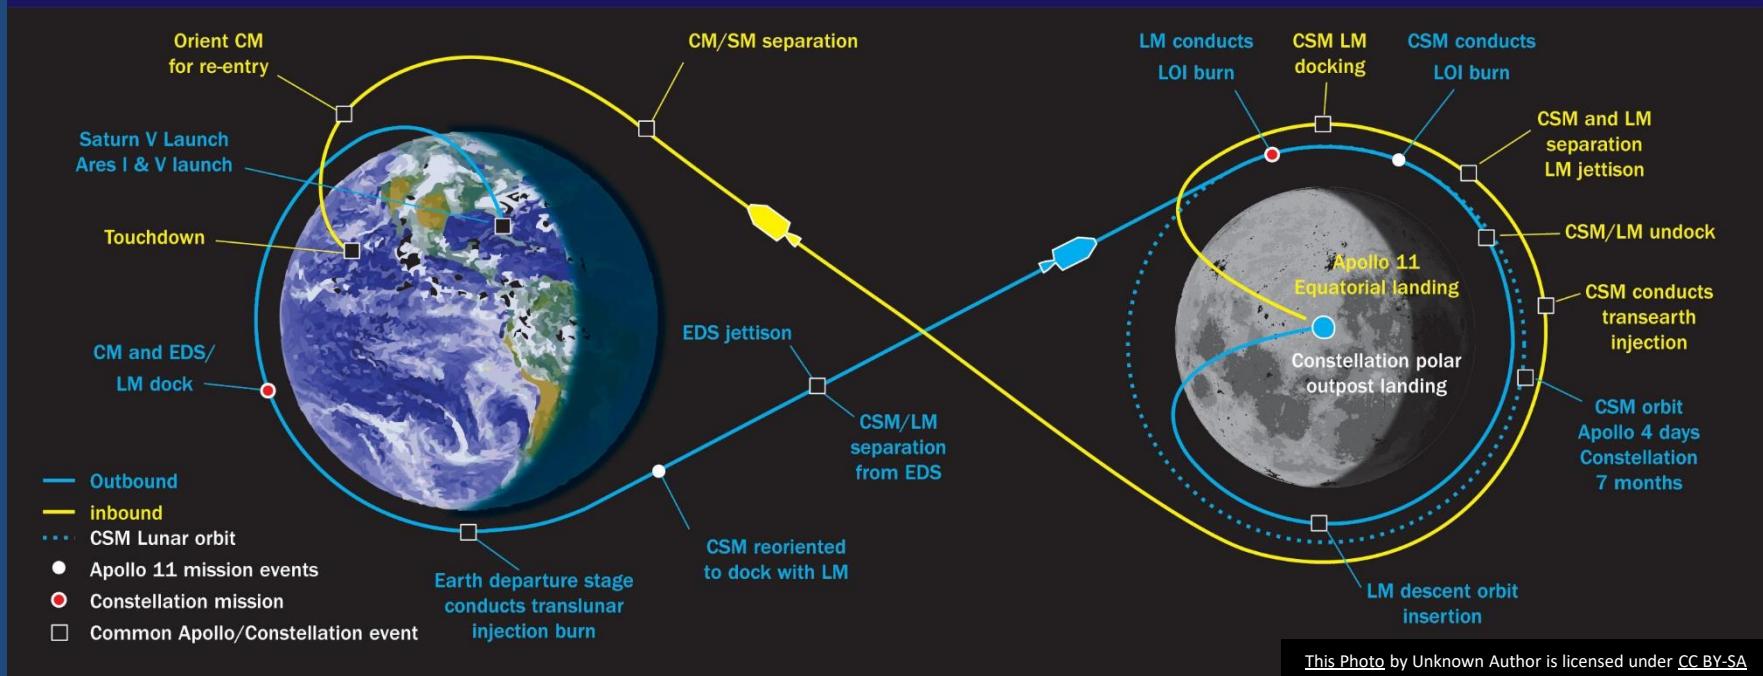 Orient CM
for re-entry
CM/SM separation
LM conducts
LOI burn
CSM LM
docking
CSM conducts
LOI burn
Saturn V Launch
Ares I & V launch
CSM and LM
separation
LM jettison
Touchdown
CSM/LM undock
Apollo 11
Equatorial landing
CSM conducts
transearth
injection
EDS jettison
CM and EDS/
LM dock
Constellation polar
outpost landing
CSM/LM
separation
from EDS
CSM orbit
Apollo 4 days
Constellation
7 months
Outbound
inbound
CSM Lunar orbit
Apollo 11 mission events
Constellation mission
Common Apollo/Constellation event
CSM reoriented
to dock with LM
Earth departure stage
conducts translunar
injection burn
LM descent orbit
insertion
This Photo by Unknown Author is licensed under CC BY-SA